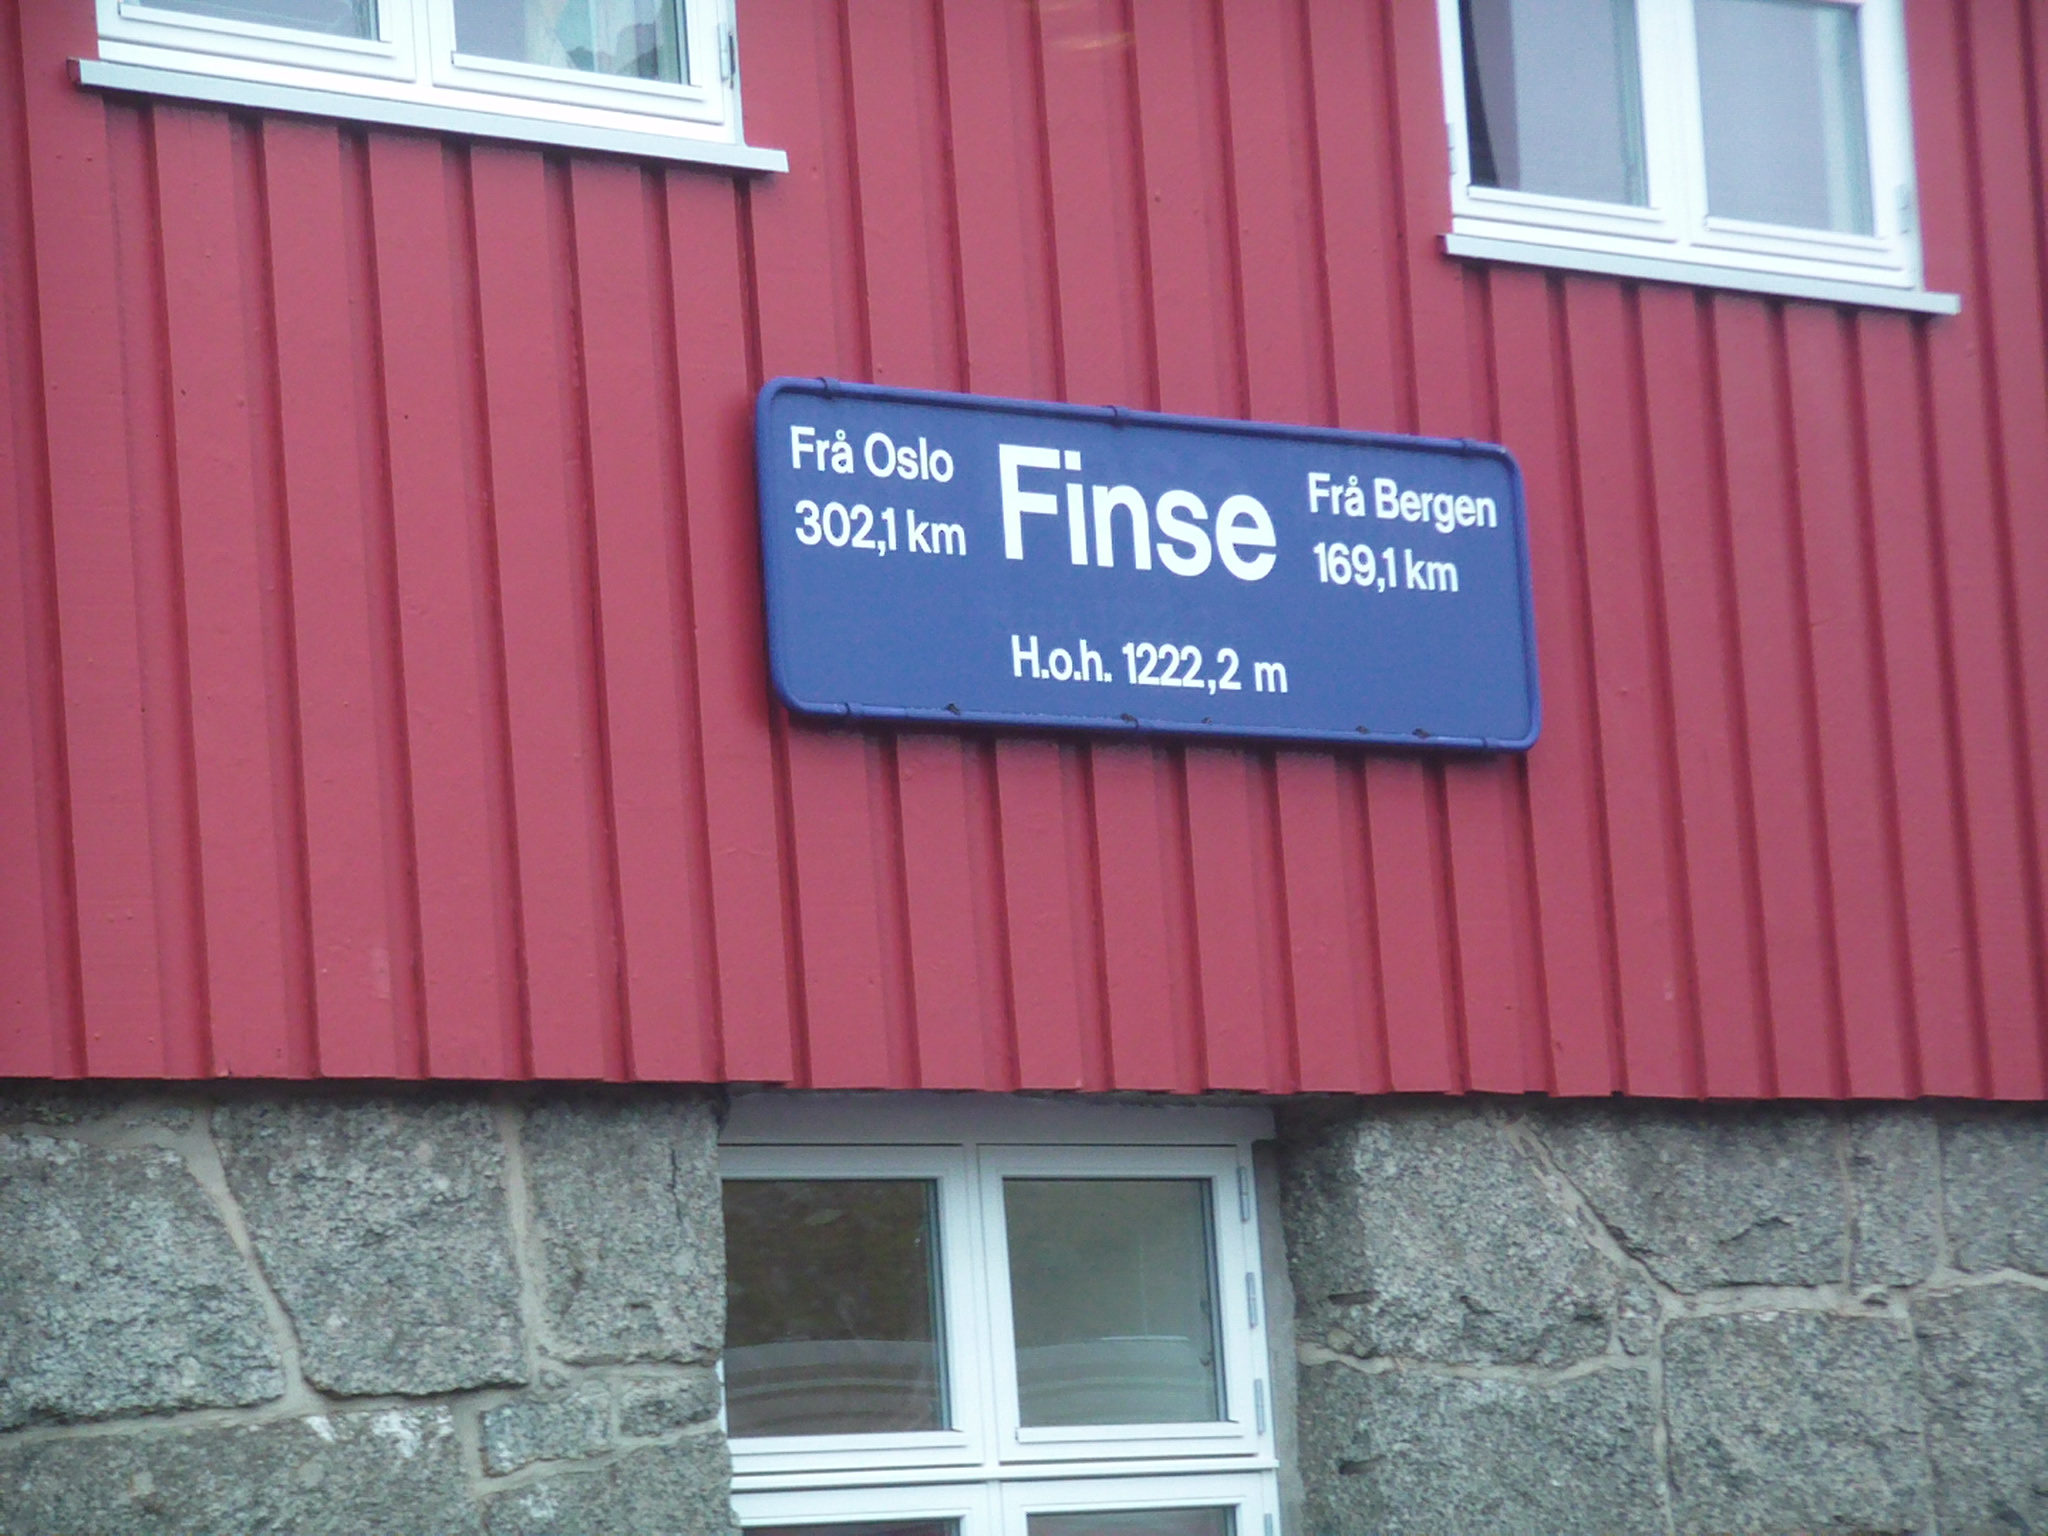 Frå Oslo
302,1 km
Finse
Frå Bergen
169,1 km
H.o.h. 1222,2 m